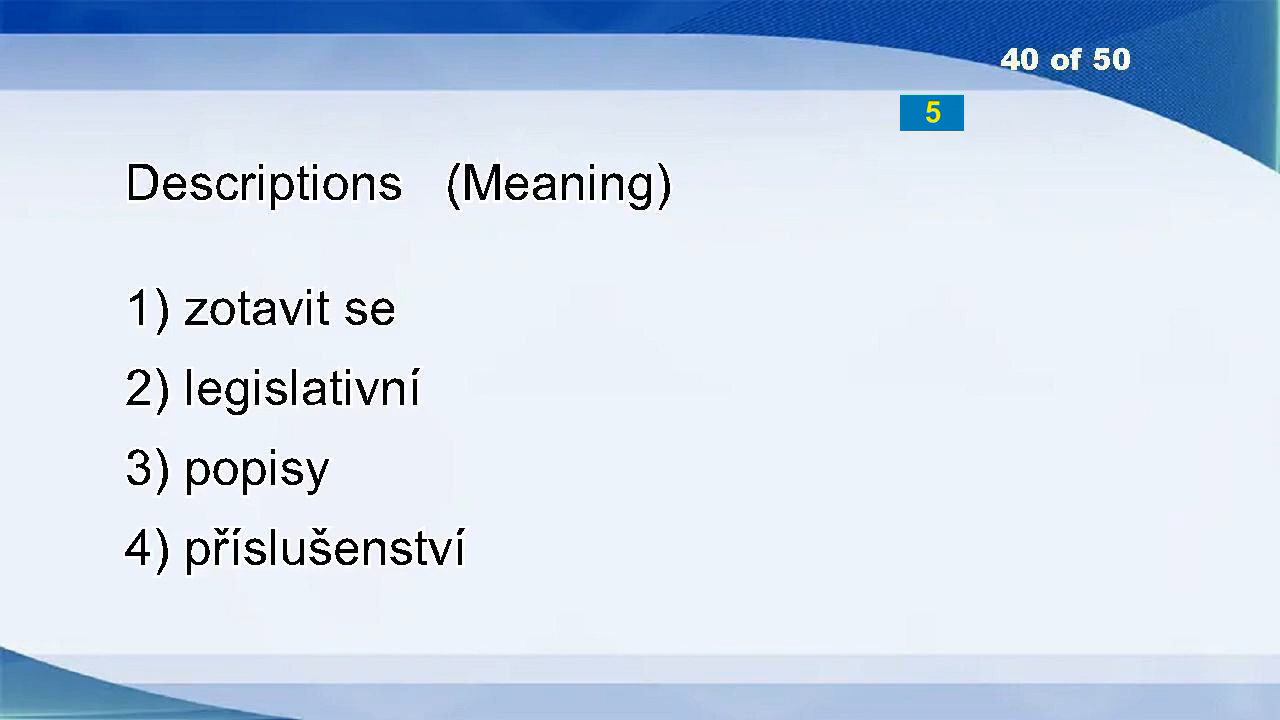 40 of 50
5
Descriptions (Meaning)
1) zotavit se
2) legislativní
3) popisy
4) příslušenství